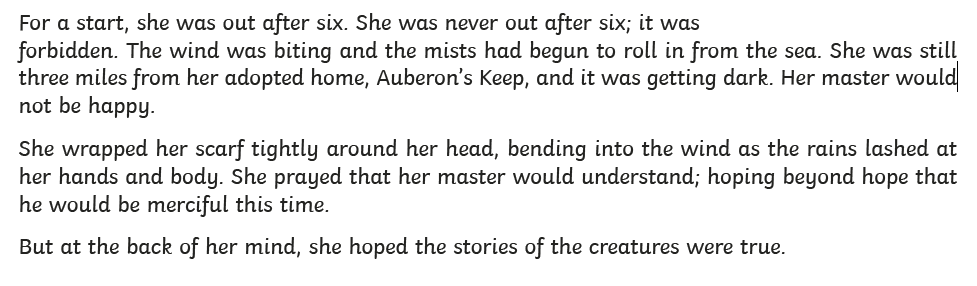 For a start, she was out after six. She was never out after six; it was
forbidden. The wind was biting and the mists had begun to roll in from the sea. She was still
three miles from her adopted home, Auberon’s Keep, and it was getting dark. Her master would
not be happy.
She wrapped her scarf tightly around her head, bending into the wind as the rains lashed at
her hands and body. She prayed that her master would understand; hoping beyond hope that
he would be merciful this time.
But at the back of her mind, she hoped the stories of the creatures were true.